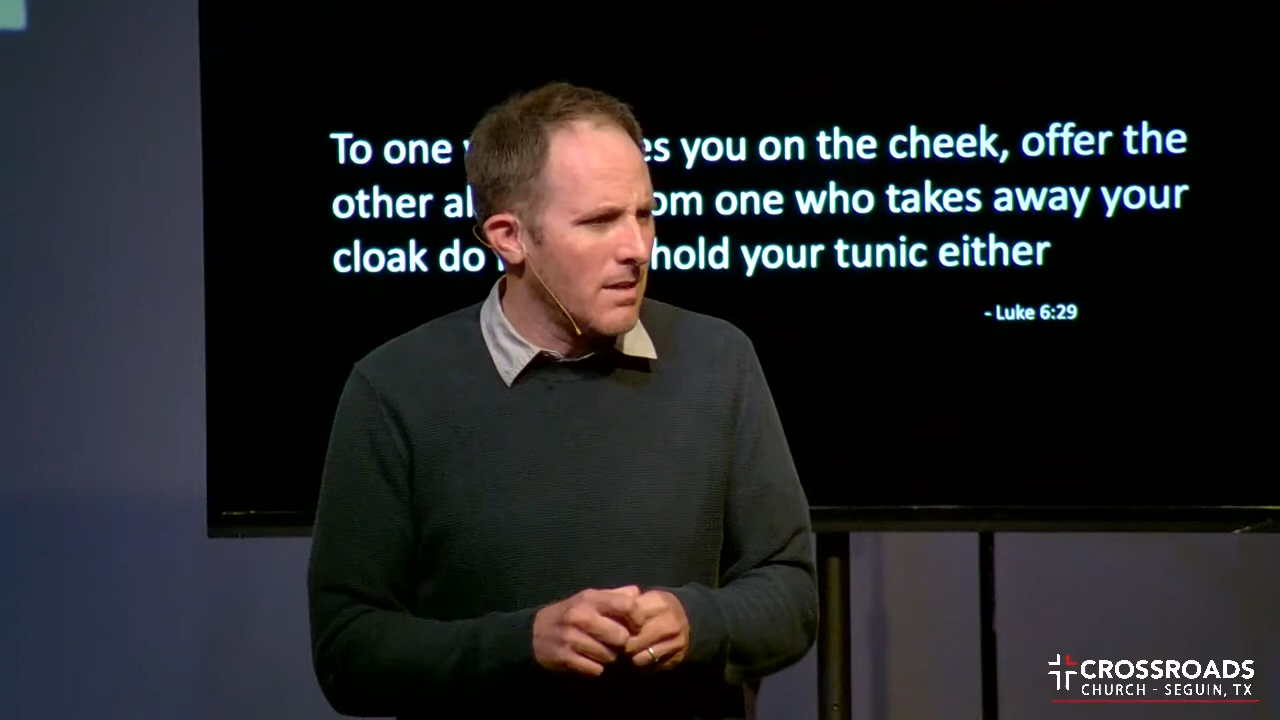 To one es you on the cheek, offer the
other al om one who takes away your
cloak do hold your tunic either
- Luke 6:29
CROSSROADS
CHURCH - SEGUIN, TX